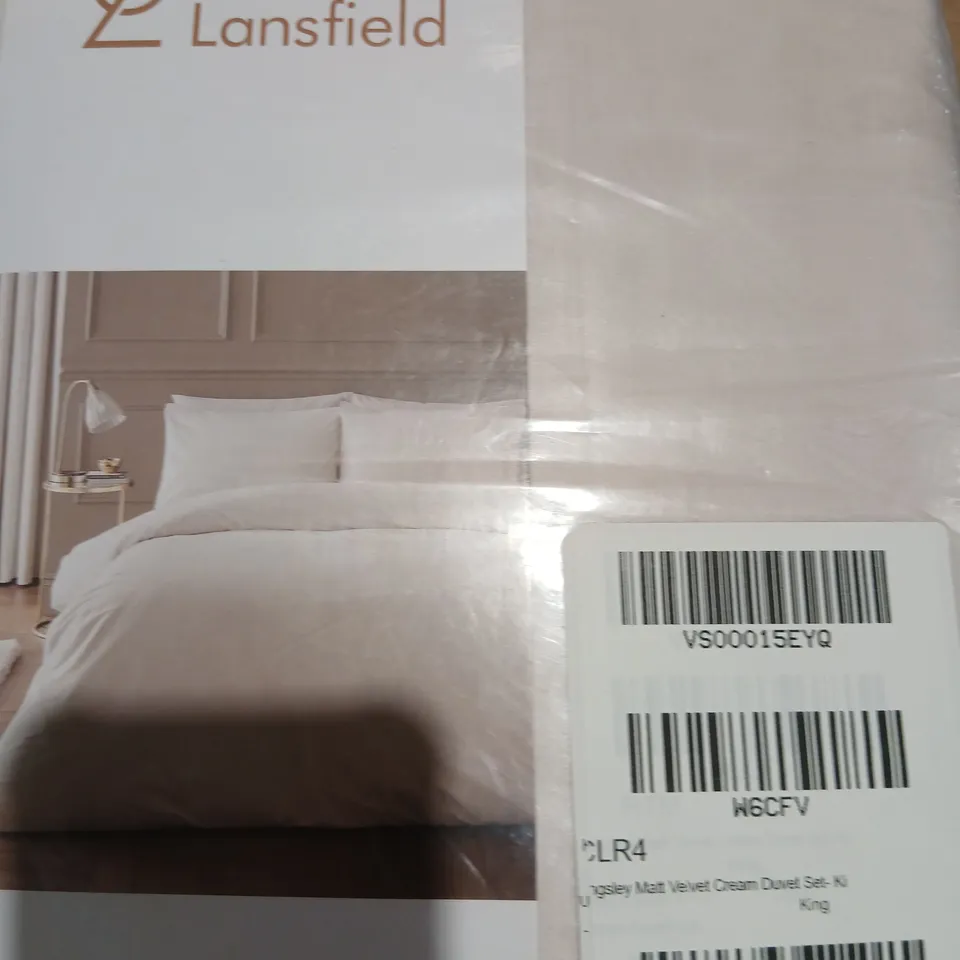 Lansfield
VS00015EYQ
W6CFV
CLR4
ngsley Matt Velvet Cream Duvet Set- Ki
King